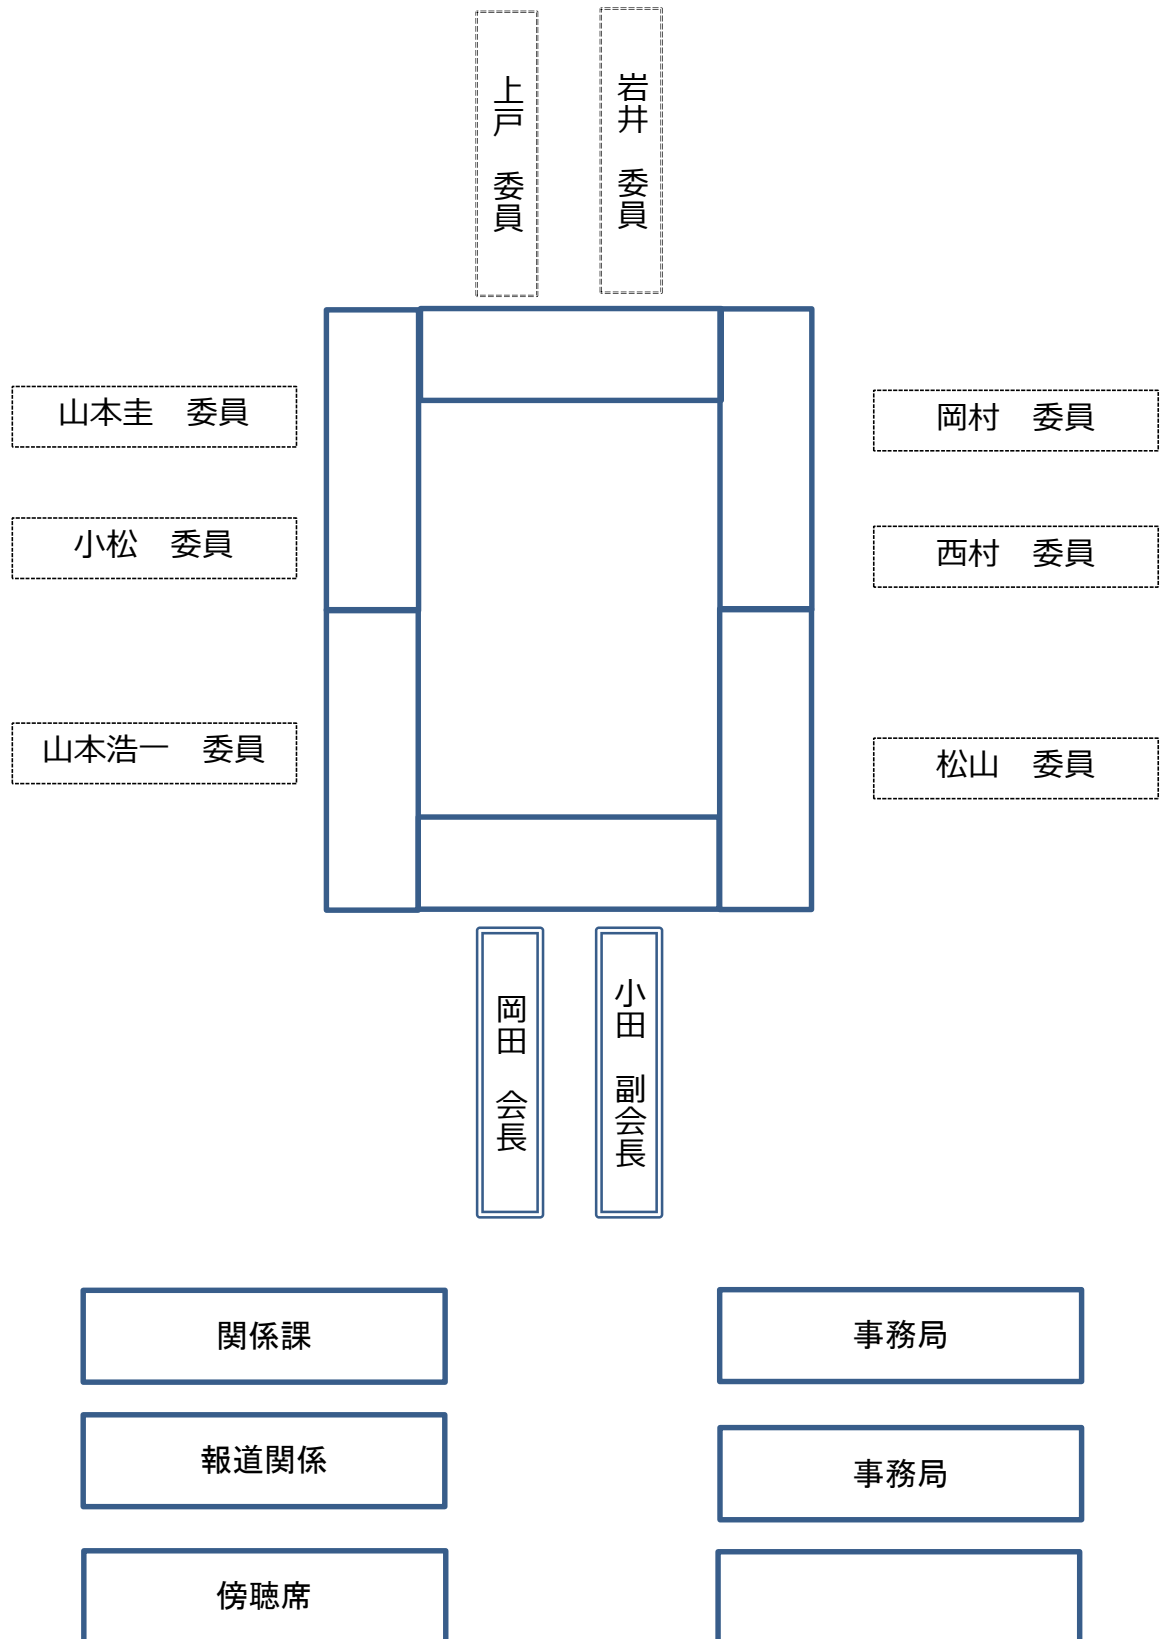 上戸　委員
岩井　委員
山本圭　委員
岡村　委員
小松　委員
西村　委員
山本浩一　委員
松山　委員
岡田　会長
小田　副会長
関係課
事務局
報道関係
事務局
傍聴席